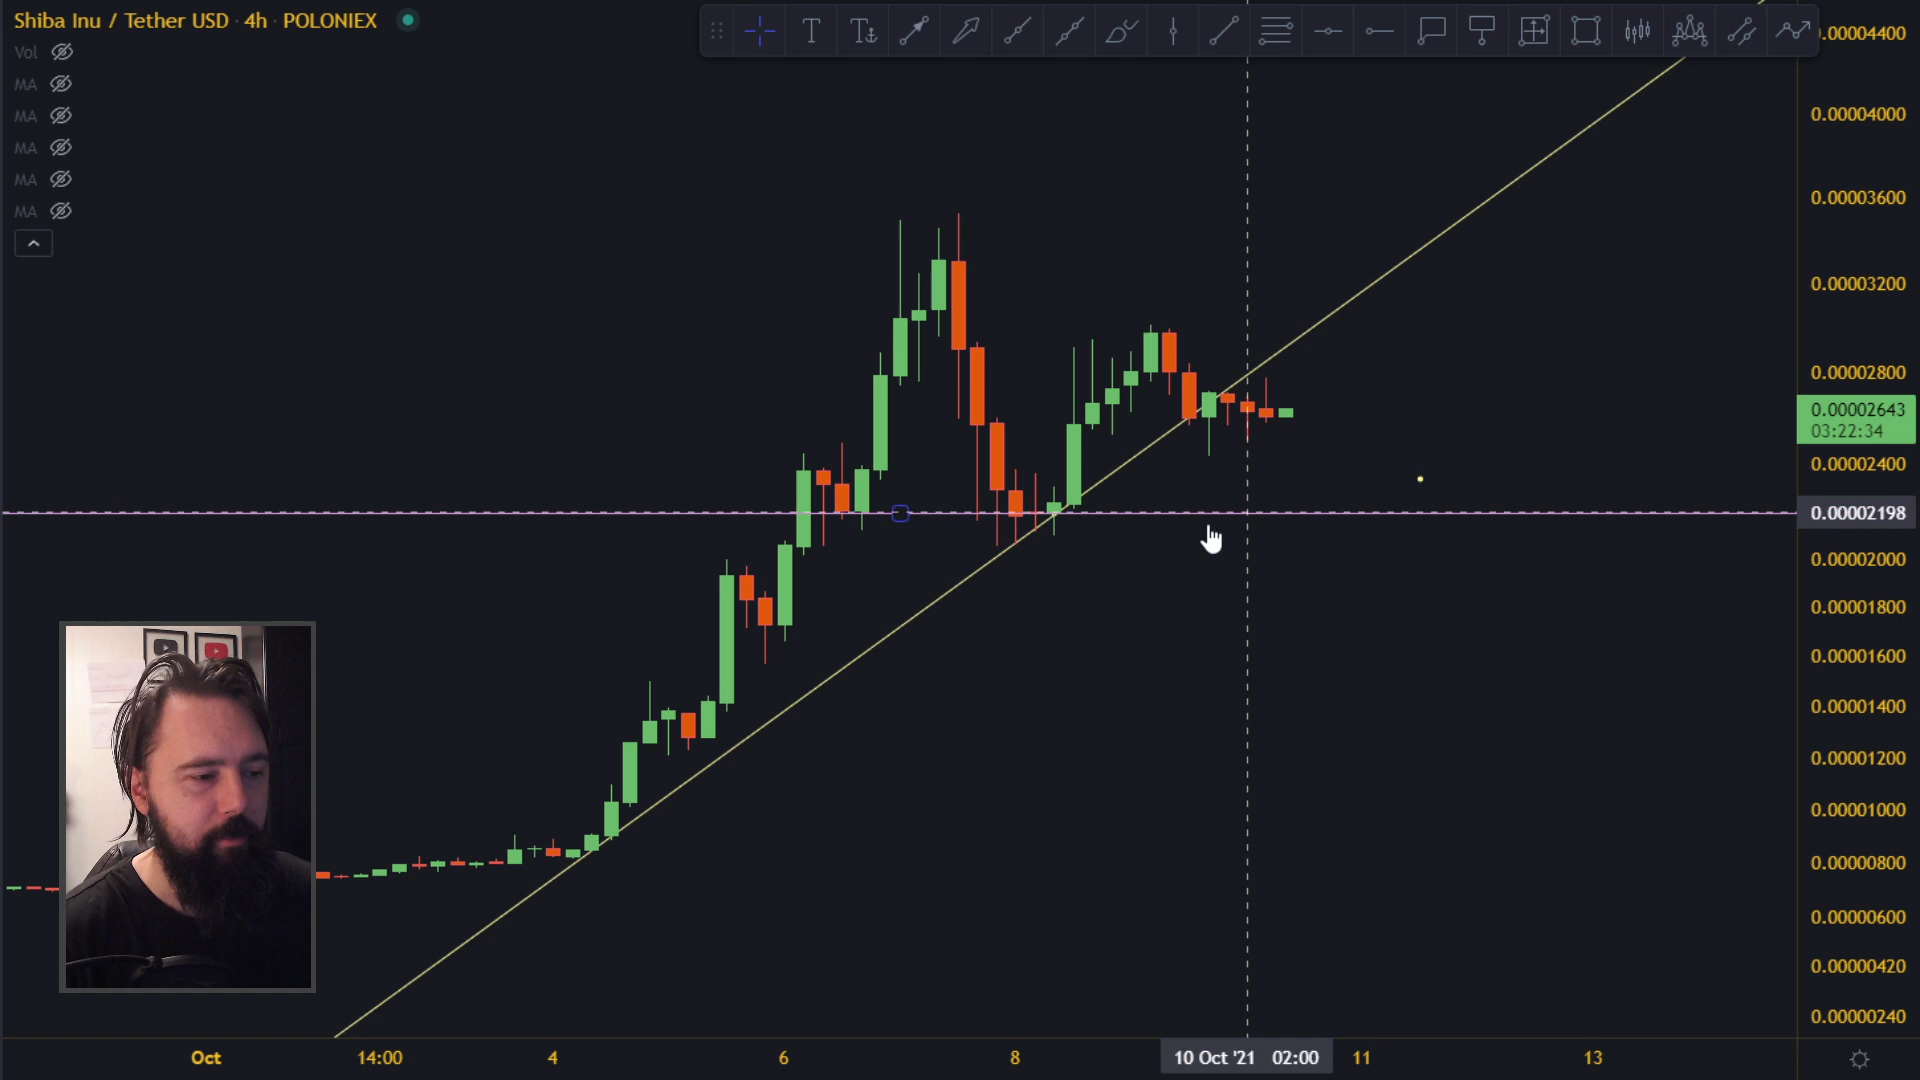 Shiba Inu / Tether USD · 4h · POLONIEX
Vol
MA
MA
MA
MA
MA
T
T
.00004400
0.00004000
0.00003600
0.00003200
0.00002800
0.00002643
03:22:34
0.00002400
0.00002198
0.00002000
0.00001800
0.00001600
0.00001400
0.00001200
0.00001000
0.00000800
0.00000600
0.00000420
0.00000240
Oct
14:00
4
6
8
10 Oct '21 02:00
11
13